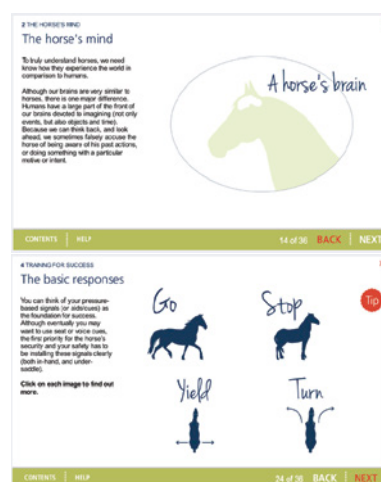 2 THE HORSE'S MIND
The horse's mind
To truly understand horses, we need
know how they experience the world in
comparison to humans.
Although our brains are very similar to
horses, there is one major difference.
Humans have a large part of the front of
our brains devoted to imagining (not only
events, but also objects and time).
Because we can think back, and look
ahead, we sometimes falsely accuse the
horse of being aware of his past actions,
or doing something with a particular
motive or intent.
A horse's brain
CONTENTS | HELP
14 of 36 BACK | NEXT
4 TRAINING FOR SUCCESS
The basic responses
You can think of your pressure-
based signals (or aids/cues) as
the foundation for success.
Although eventually you may
want to use seat or voice cues,
the first priority for the horse's
security and your safety has to
be installing these signals clearly
(both in-hand, and under-
saddle).
Click on each image to find out
more.
Go
Stop
Tip
Yield
Turn
CONTENTS | HELP
24 of 36 BACK | NEXT